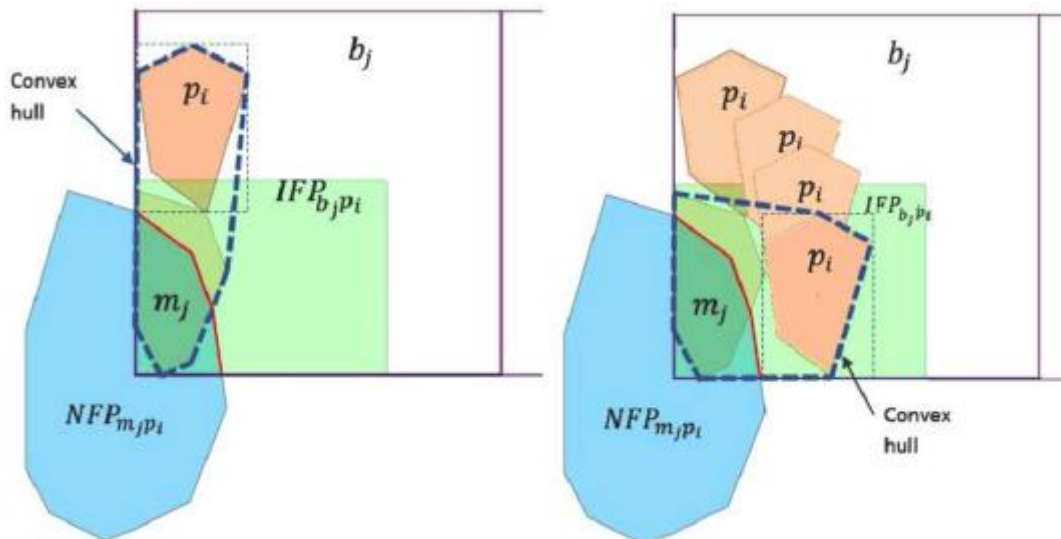 b_j
Convex
hull
p_i
IFP_{b_j p_i}
m_j
NFP_{m_j p_i}
b_j
p_i
p_i
p_i
IFP_{b_j p_i}
p_i
m_j
NFP_{m_j p_i}
Convex
hull